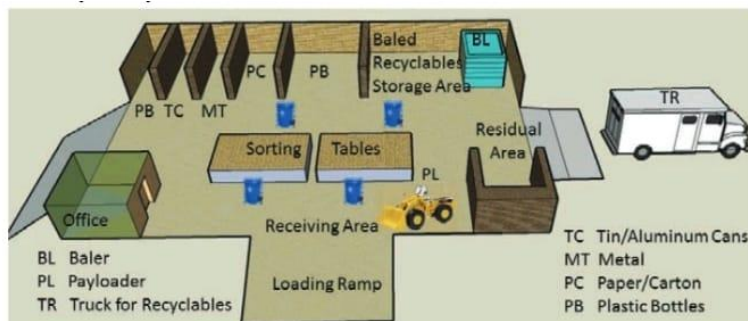 Baled
Recyclables
Storage Area
BL
PC
PB
PB
TC
MT
TR
Sorting
Tables
Residual
Area
PL
Office
Receiving Area
Loading Ramp
BL Baler
PL Payloader
TR Truck for Recyclables
TC Tin/Aluminum Cans
MT Metal
PC Paper/Carton
PB Plastic Bottles